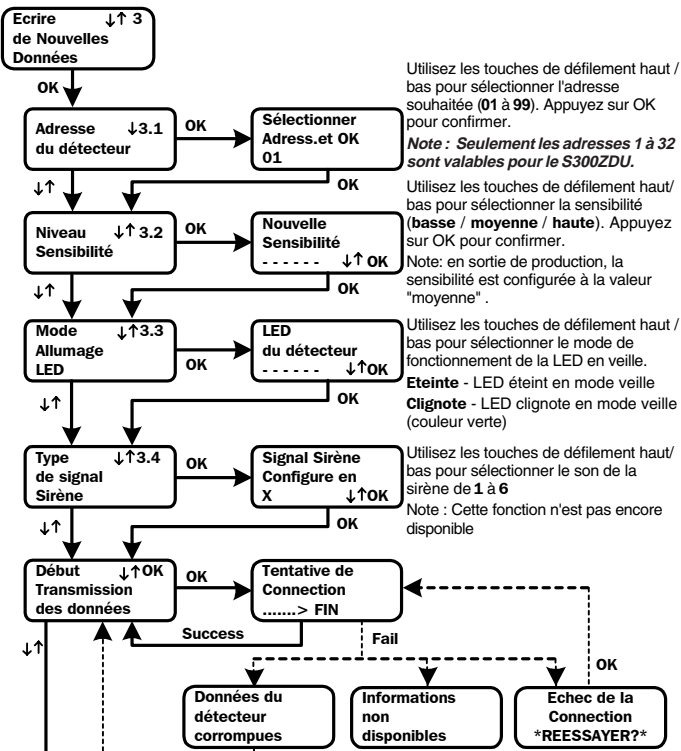 Ecrire ↓↑ 3
de Nouvelles
Données
OK
Adresse ↓3.1
du détecteur
OK
Sélectionner
Adress.et OK
01
Utilisez les touches de défilement haut /
bas pour sélectionner l'adresse
souhaitée (01 à 99). Appuyez sur OK
pour confirmer.
Note : Seulement les adresses 1 à 32
sont valables pour le S300ZDU.
↓↑
OK
Niveau ↓↑ 3.2
Sensibilité
OK
Nouvelle
Sensibilité
- - - - - - ↓↑ OK
Utilisez les touches de défilement haut/
bas pour sélectionner la sensibilité
(basse / moyenne / haute). Appuyez
sur OK pour confirmer.
Note: en sortie de production, la
sensibilité est configurée à la valeur
"moyenne" .
↓↑
OK
Mode ↓↑3.3
Allumage
LED
OK
LED
du détecteur
- - - - - - ↓↑OK
Utilisez les touches de défilement haut /
bas pour sélectionner le mode de
fonctionnement de la LED en veille.
Eteinte - LED éteint en mode veille
Clignote - LED clignote en mode veille
(couleur verte)
↓↑
OK
Type ↓↑3.4
de signal
Sirène
OK
Signal Sirène
Configure en
X ↓↑OK
Utilisez les touches de défilement haut/
bas pour sélectionner le son de la
sirène de 1 à 6
Note : Cette fonction n'est pas encore
disponible
↓↑
OK
Début ↓↑OK
Transmission
des données
OK
Tentative de
Connection
.......> FIN
Success
Fail
↓↑
OK
Données du
détecteur
corrompues
Informations
non
disponibles
Echec de la
Connection
*REESSAYER?*